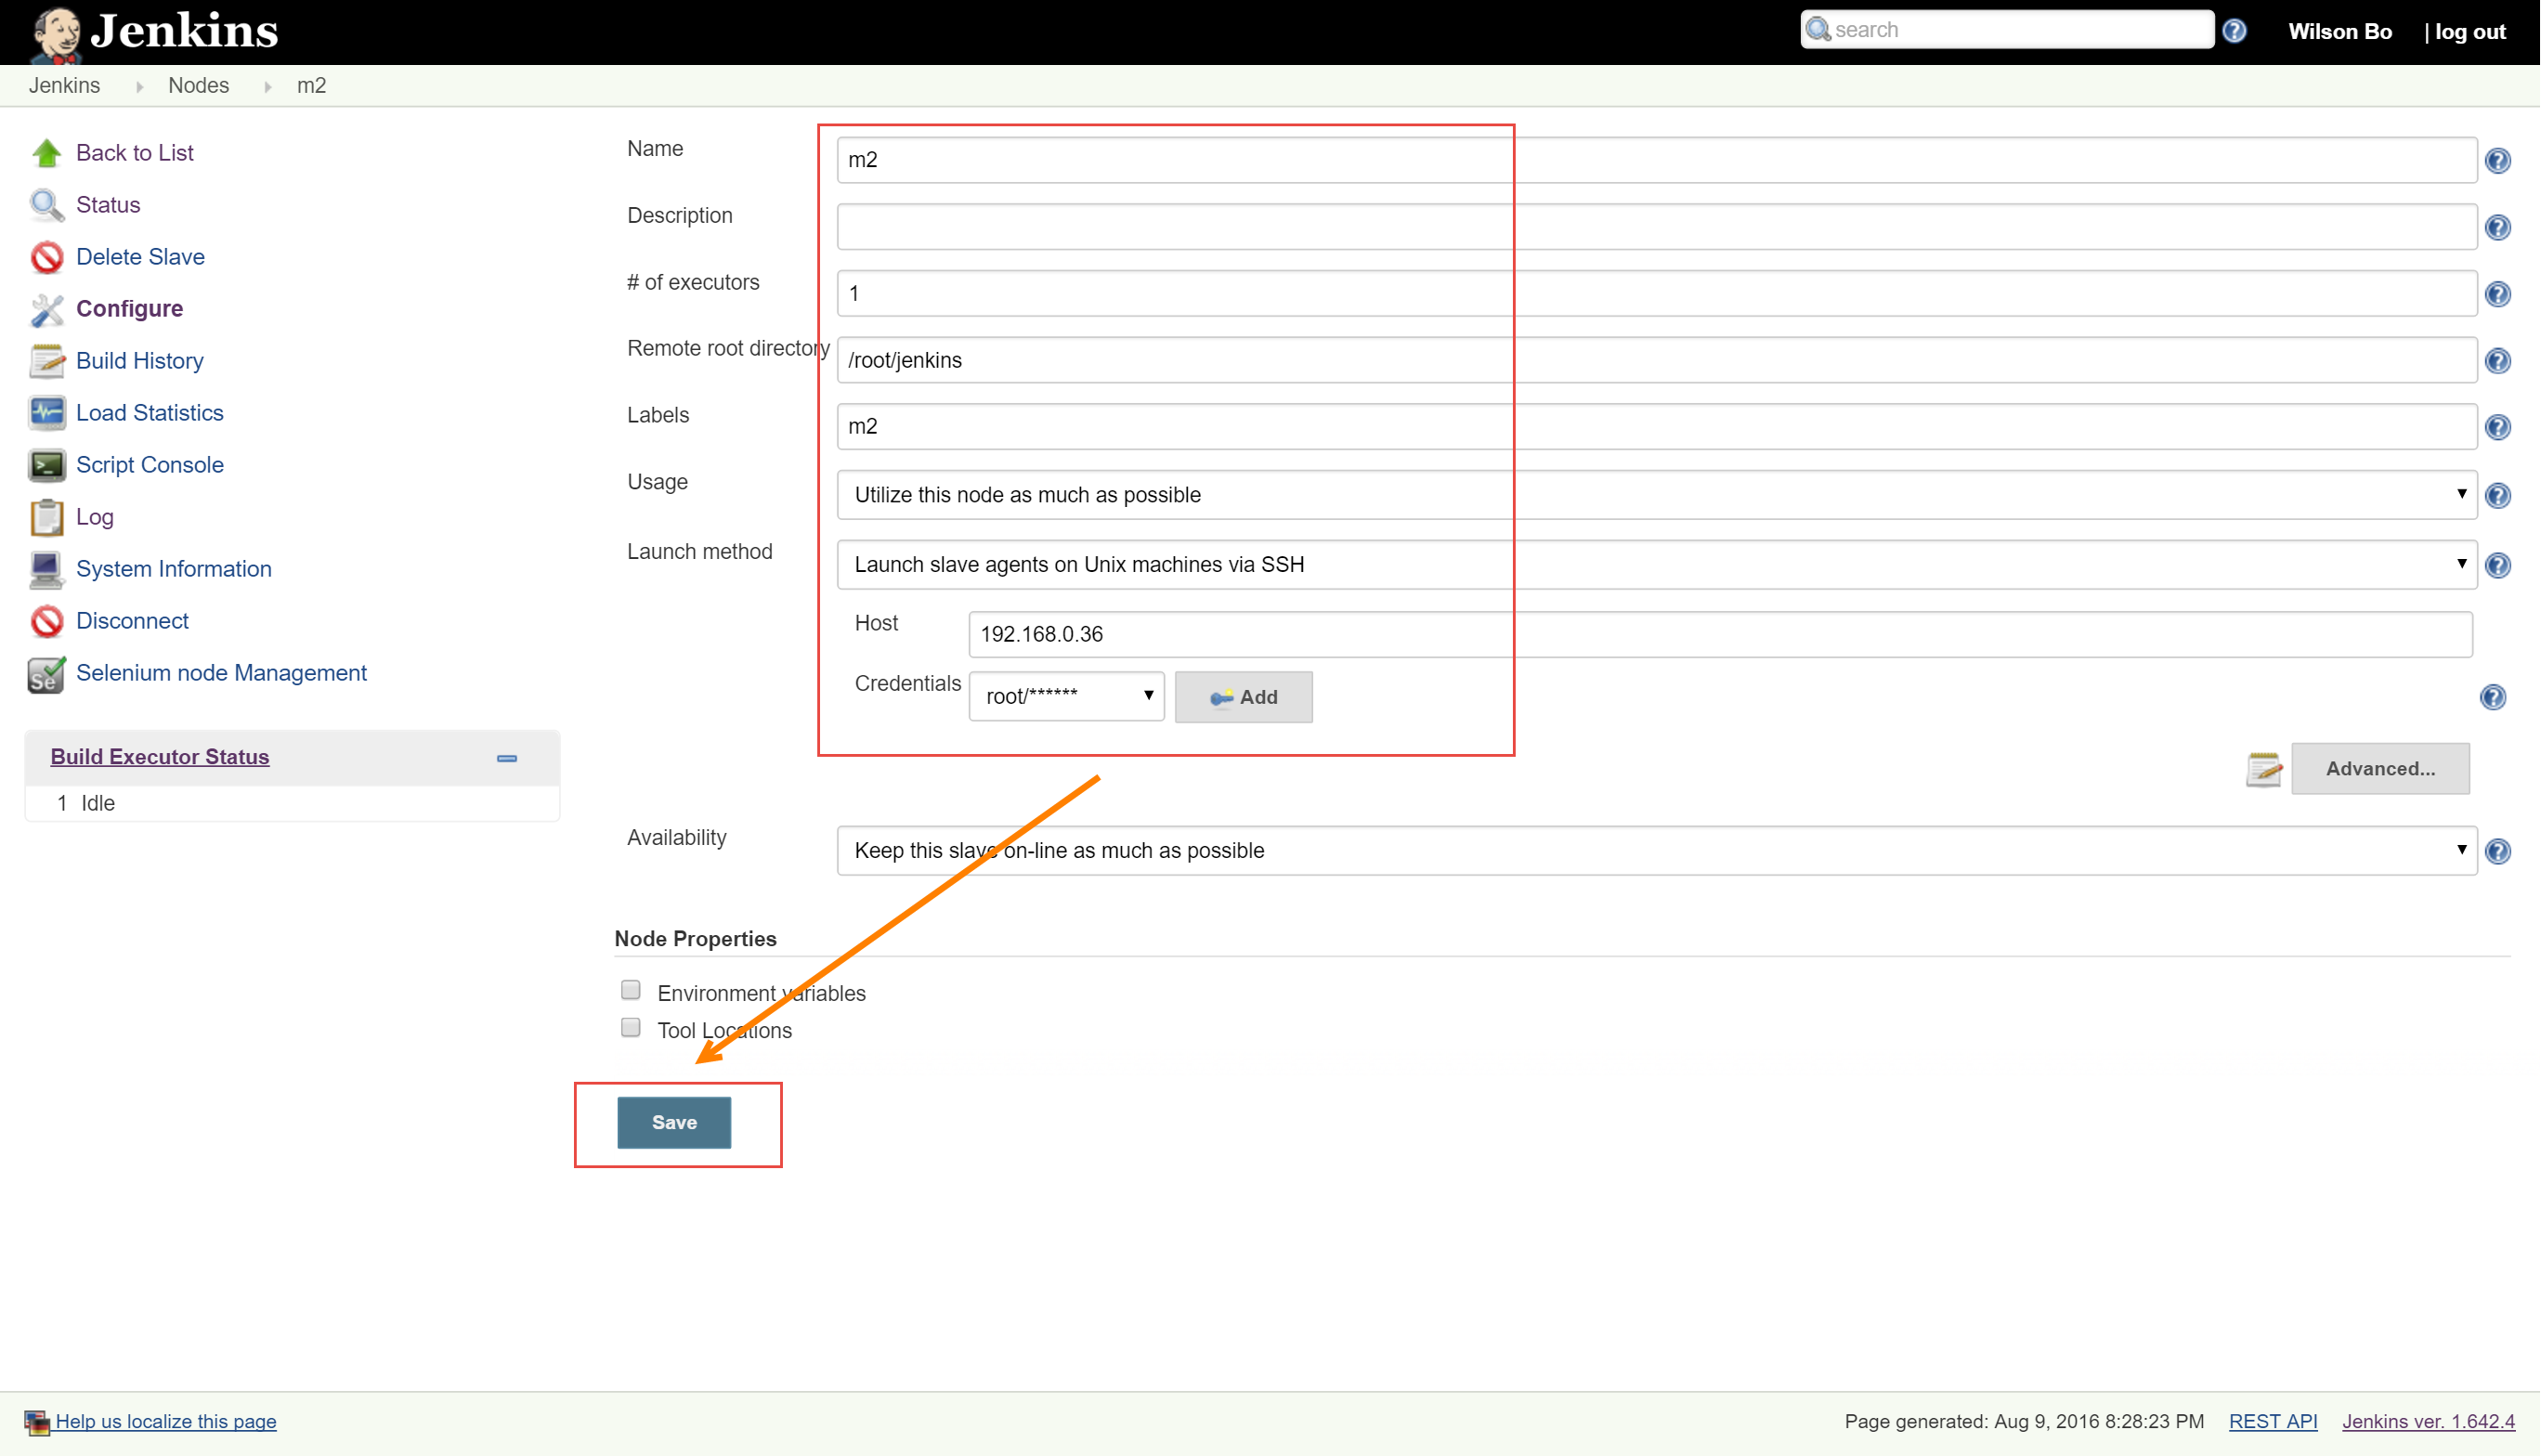 Jenkins
search
Wilson Bo
| log out
Jenkins
Nodes
m2
Back to List
Status
Delete Slave
Configure
Build History
Load Statistics
Script Console
Log
System Information
Disconnect
Se
Selenium node Management
Build Executor Status
1 Idle
Name
m2
Description
# of executors
1
Remote root directory
/root/jenkins
Labels
m2
Usage
Utilize this node as much as possible
Launch method
Launch slave agents on Unix machines via SSH
Host
192.168.0.36
Credentials
root/******
Add
Advanced...
Availability
Keep this slave on-line as much as possible
Node Properties
Environment variables
Tool Locations
Save
Help us localize this page
Page generated: Aug 9, 2016 8:28:23 PM
REST API
Jenkins ver. 1.642.4